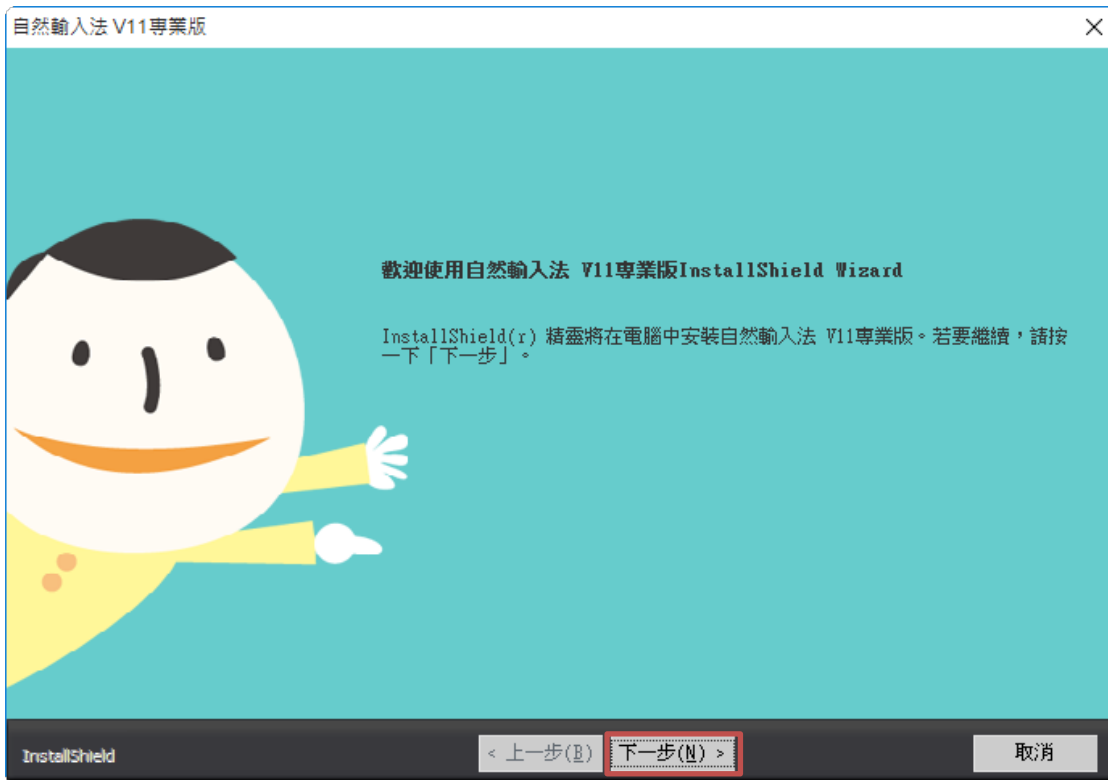 自然輸入法 V11專業版
歡迎使用自然輸入法 V11專業版InstallShield Wizard
InstallShield(r) 精靈將在電腦中安裝自然輸入法 V11專業版。若要繼續，請按
一下「下一步」。
InstallShield
< 上一步(B)
下一步(N) >
取消